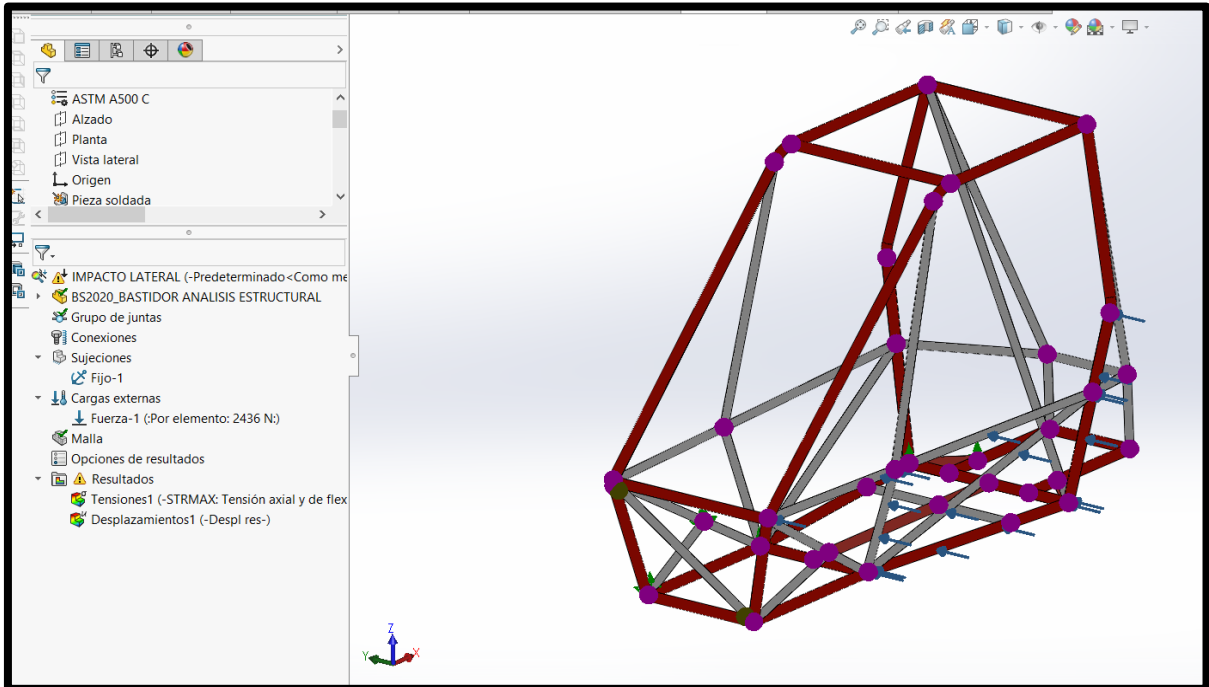 ASTM A500 C
Alzado
Planta
Vista lateral
Origen
Pieza soldada
IMPACTO LATERAL (-Predeterminado<Como me
BS2020_BASTIDOR ANALISIS ESTRUCTURAL
Grupo de juntas
Conexiones
Sujeciones
Fijo-1
Cargas externas
Fuerza-1 (:Por elemento: 2436 N:)
Malla
Opciones de resultados
Resultados
Tensiones1 (-STRMAX: Tensión axial y de flex
Desplazamientos1 (-Despl res-)
Z
Y
X